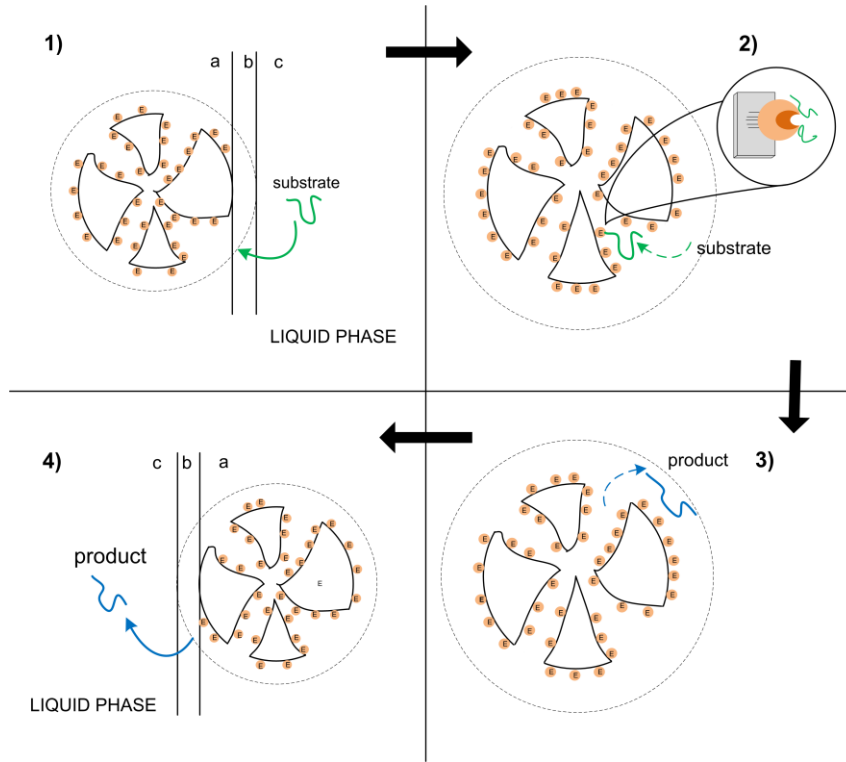 1)
a b c
E
substrate
LIQUID PHASE
2)
E
substrate
3)
product
E
4)
c b a
E
product
LIQUID PHASE